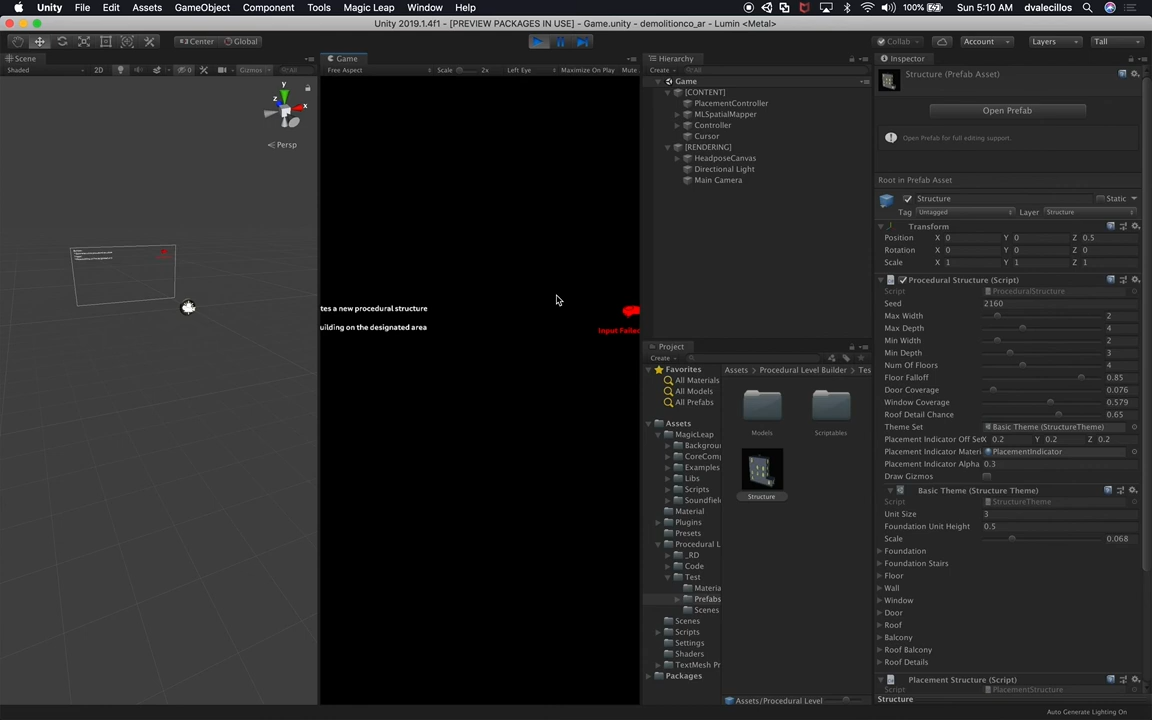 Unity File Edit Assets GameObject Component Tools Magic Leap Window Help 100% Sun 5:10 AM dvalecillos
Unity 2019.1.4f1 - [PREVIEW PACKAGES IN USE] - Game.unity - demolitionco_ar - Lumin <Metal>
Center Global Collab Account Layers Tall
Scene
Shaded 2D Gizmos All
y
x
z
Persp
Game
Free Aspect Scale 2x Left Eye Maximize On Play Mute
tes a new procedural structure
uilding on the designated area
Input Failed
Hierarchy
Create All
Game
[CONTENT]
PlacementController
MLSpatialMapper
Controller
Cursor
[RENDERING]
HeadposeCanvas
Directional Light
Main Camera
Project
Create
Favorites
All Materials
All Models
All Prefabs
Assets
MagicLeap
Backgrou
CoreComp
Examples
Libs
Scripts
Soundfiel
Material
Plugins
Presets
Procedural L
_RD
Code
Test
Materia
Prefabs
Scenes
Scenes
Scripts
Settings
Shaders
TextMesh Pr
Packages
Assets Procedural Level Builder Tes
Models
Scriptables
Structure
Assets/Procedural Level
Inspector
Structure (Prefab Asset)
Open Prefab
Open Prefab for full editing support.
Root in Prefab Asset
Structure Static
Tag Untagged Layer Structure
Transform
Position X 0 Y 0 Z 0.5
Rotation X 0 Y 0 Z 0
Scale X 1 Y 1 Z 1
Procedural Structure (Script)
Script ProceduralStructure
Seed 2160
Max Width 2
Max Depth 4
Min Width 2
Min Depth 3
Num Of Floors 4
Floor Falloff 0.85
Door Coverage 0.076
Window Coverage 0.579
Roof Detail Chance 0.65
Theme Set Basic Theme (StructureTheme)
Placement Indicator Off Set X 0.2 Y 0.2 Z 0.2
Placement Indicator Materi PlacementIndicator
Placement Indicator Alpha 0.3
Draw Gizmos
Basic Theme (Structure Theme)
Script StructureTheme
Unit Size 3
Foundation Unit Height 0.5
Scale 0.068
Foundation
Foundation Stairs
Floor
Wall
Window
Door
Roof
Balcony
Roof Balcony
Roof Details
Placement Structure (Script)
Script PlacementStructure
Structure
Auto Generate Lighting On